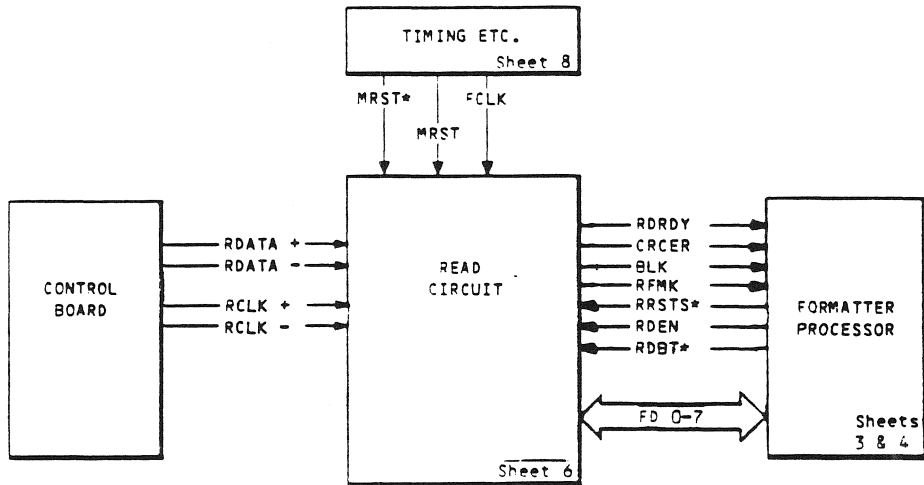 TIMING ETC.
Sheet 8
MRST*
FCLK
MRST
CONTROL
BOARD
RDATA +
RDATA -
RCLK +
RCLK -
READ
CIRCUIT
Sheet 6
RDRDY
CRCER
BLK
RFMK
RRSTS*
RDEN
RDBT*
FD 0-7
FORMATTER
PROCESSOR
Sheets
3 & 4